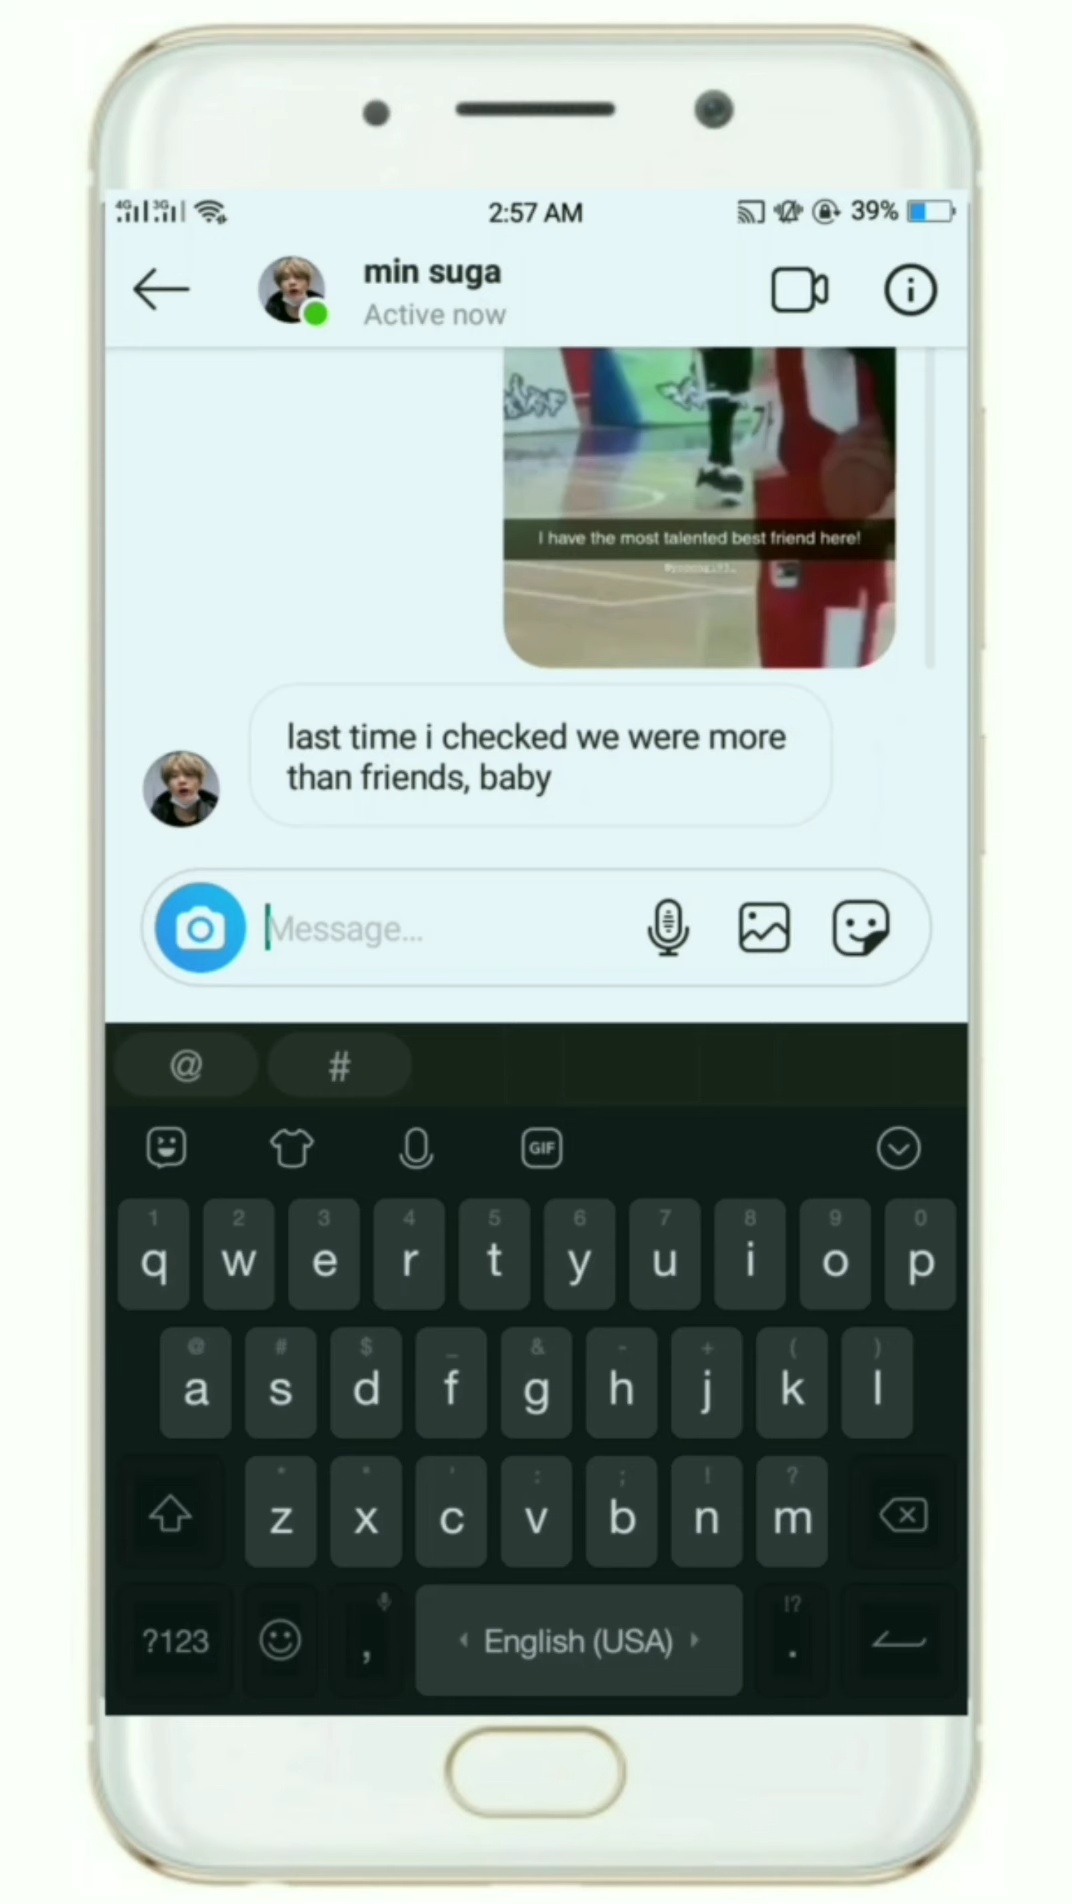 4G 3G 2:57 AM 39%
min suga
Active now
I have the most talented best friend here!
last time i checked we were more
than friends, baby
Message...
@ #
GIF
1 2 3 4 5 6 7 8 9 0
q w e r t y u i o p
@ # $ _ & - + ( )
a s d f g h j k l
" * ' : ; ! ?
z x c v b n m
!?
?123 , English (USA) .